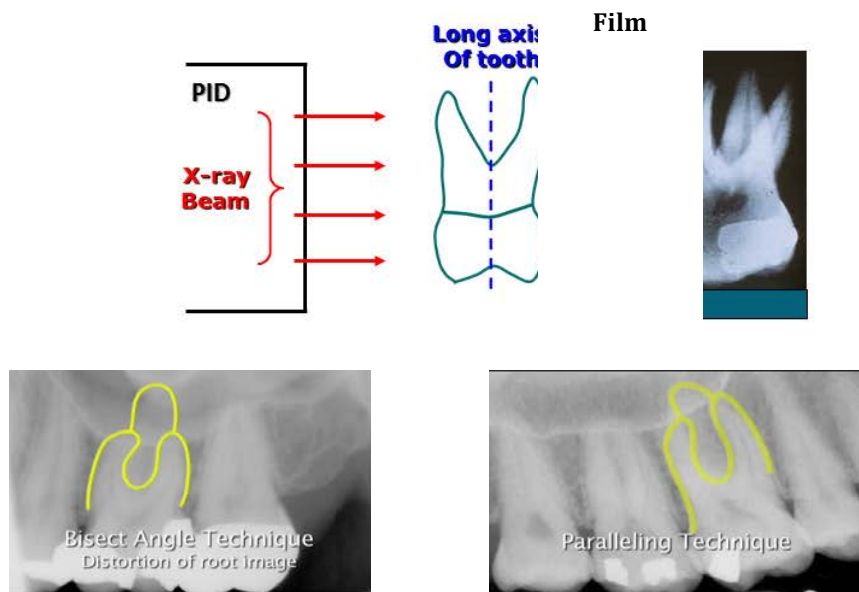 Film
Long axis
Of tooth
PID
X-ray
Beam
Bisect Angle Technique
Distortion of root image
Paralleling Technique